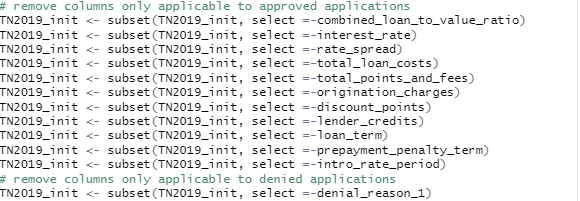 # remove columns only applicable to approved applications
TN2019_init <- subset(TN2019_init, select =-combined_loan_to_value_ratio)
TN2019_init <- subset(TN2019_init, select =-interest_rate)
TN2019_init <- subset(TN2019_init, select =-rate_spread)
TN2019_init <- subset(TN2019_init, select =-total_loan_costs)
TN2019_init <- subset(TN2019_init, select =-total_points_and_fees)
TN2019_init <- subset(TN2019_init, select =-origination_charges)
TN2019_init <- subset(TN2019_init, select =-discount_points)
TN2019_init <- subset(TN2019_init, select =-lender_credits)
TN2019_init <- subset(TN2019_init, select =-loan_term)
TN2019_init <- subset(TN2019_init, select =-prepayment_penalty_term)
TN2019_init <- subset(TN2019_init, select =-intro_rate_period)
# remove columns only applicable to denied applications
TN2019_init <- subset(TN2019_init, select =-denial_reason_1)